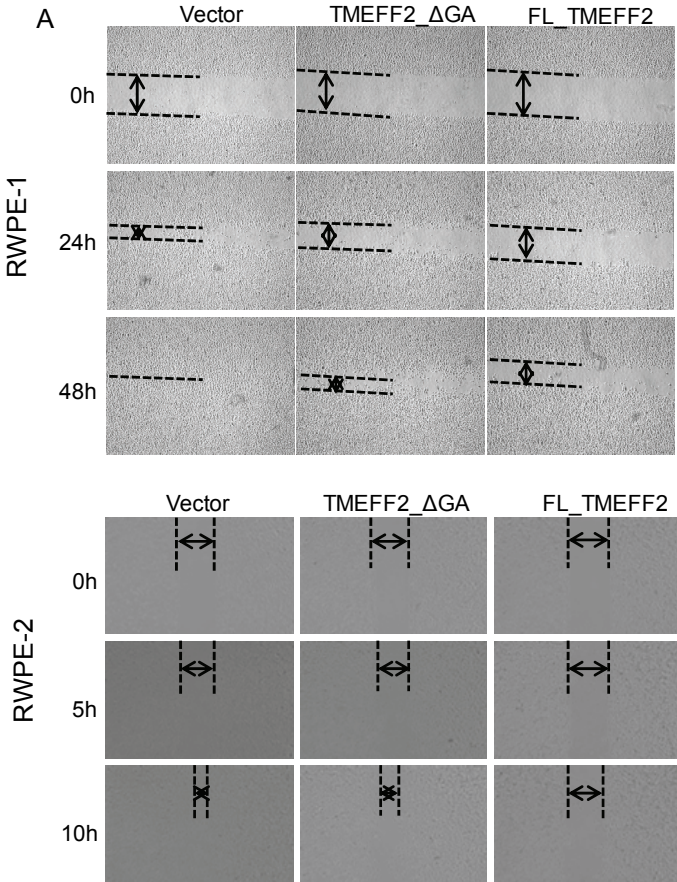 A
Vector TMEFF2_ΔGA FL_TMEFF2
0h
RWPE-1
24h
48h
Vector TMEFF2_ΔGA FL_TMEFF2
0h
RWPE-2
5h
10h